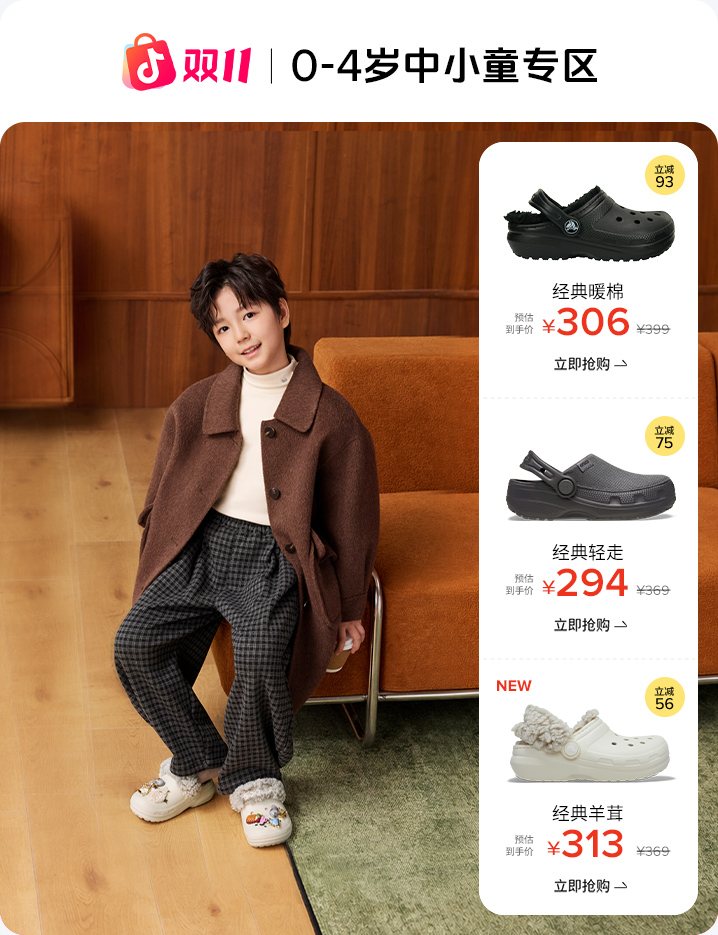 双11 | 0-4岁中小童专区
立减
93
经典暖棉
预估
到手价 ¥306 ¥399
立即抢购
立减
75
经典轻走
预估
到手价 ¥294 ¥369
立即抢购
NEW
立减
56
经典羊茸
预估
到手价 ¥313 ¥369
立即抢购